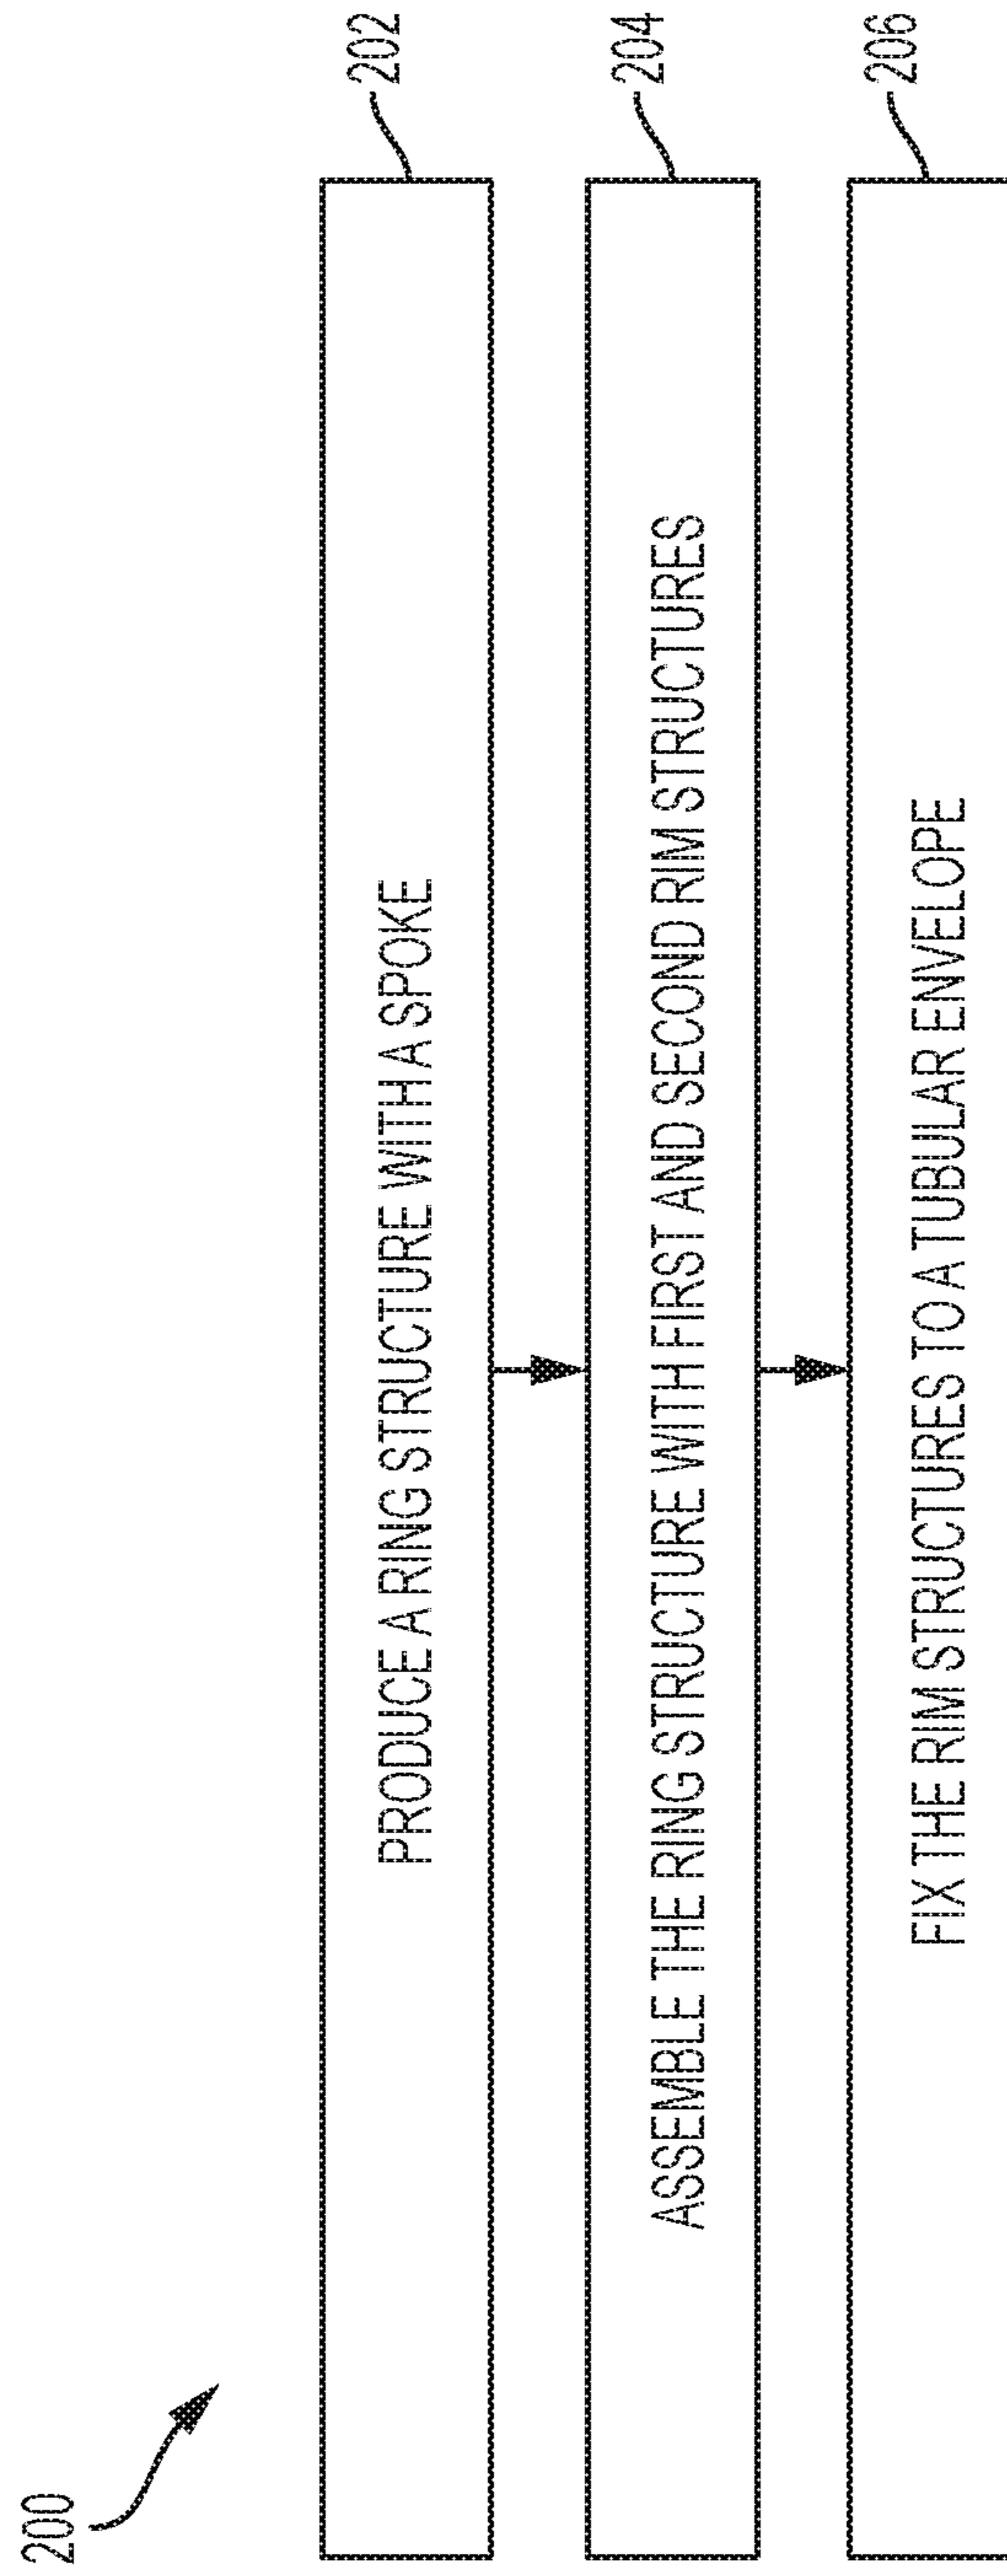 200
202
PRODUCE A RING STRUCTURE WITH A SPOKE
204
ASSEMBLE THE RING STRUCTURE WITH FIRST AND SECOND RIM STRUCTURES
206
FIX THE RIM STRUCTURES TO A TUBULAR ENVELOPE